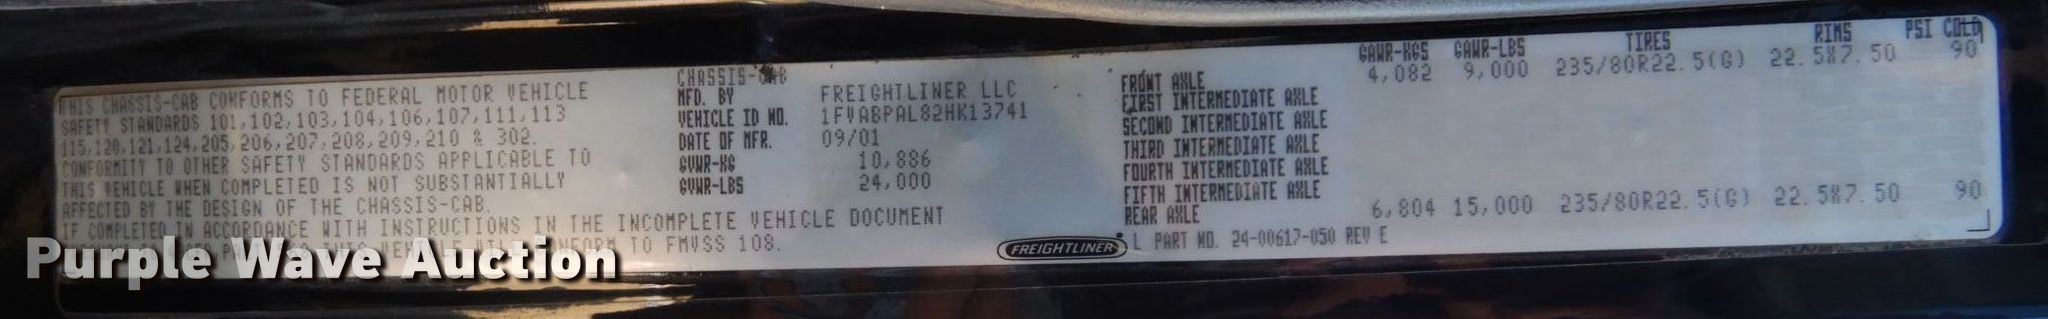 THIS CHASSIS-CAB CONFORMS TO FEDERAL MOTOR VEHICLE
SAFETY STANDARDS 101,102,103,104,106,107,111,113
115,120,121,124,205,206,207,208,209,210 & 302.
CONFORMITY TO OTHER SAFETY STANDARDS APPLICABLE TO
THIS VEHICLE WHEN COMPLETED IS NOT SUBSTANTIALLY
AFFECTED BY THE DESIGN OF THE CHASSIS-CAB.
IF COMPLETED IN ACCORDANCE WITH INSTRUCTIONS IN THE INCOMPLETE VEHICLE DOCUMENT
THIS VEHICLE WILL CONFORM TO FMVSS 108.
CHASSIS-CAB
MFD. BY FREIGHTLINER LLC
VEHICLE ID NO. 1FVABPAL82HK13741
DATE OF MFR. 09/01
GVWR-KG 10,886
GVWR-LBS 24,000
GAWR-KGS GAWR-LBS TIRES RIMS PSI COLD
FRONT AXLE 4,082 9,000 235/80R22.5(G) 22.5X7.50 90
FIRST INTERMEDIATE AXLE
SECOND INTERMEDIATE AXLE
THIRD INTERMEDIATE AXLE
FOURTH INTERMEDIATE AXLE
FIFTH INTERMEDIATE AXLE
REAR AXLE 6,804 15,000 235/80R22.5(G) 22.5X7.50 90
FREIGHTLINER
L PART NO. 24-00617-050 REV E
Purple Wave Auction